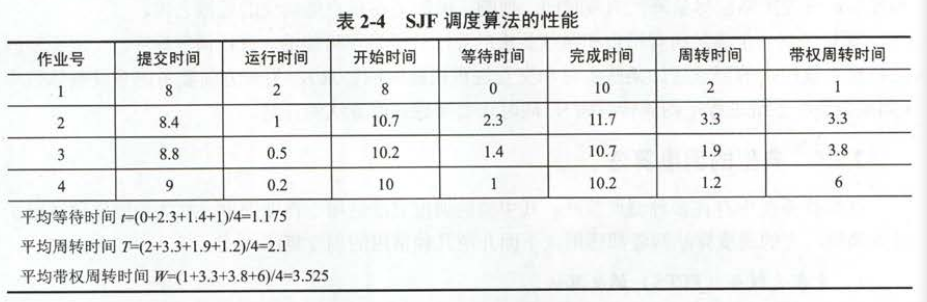 表 2-4 SJF 调度算法的性能
作业号 提交时间 运行时间 开始时间 等待时间 完成时间 周转时间 带权周转时间
1 8 2 8 0 10 2 1
2 8.4 1 10.7 2.3 11.7 3.3 3.3
3 8.8 0.5 10.2 1.4 10.7 1.9 3.8
4 9 0.2 10 1 10.2 1.2 6
平均等待时间 t=(0+2.3+1.4+1)/4=1.175
平均周转时间 T=(2+3.3+1.9+1.2)/4=2.1
平均带权周转时间 W=(1+3.3+3.8+6)/4=3.525